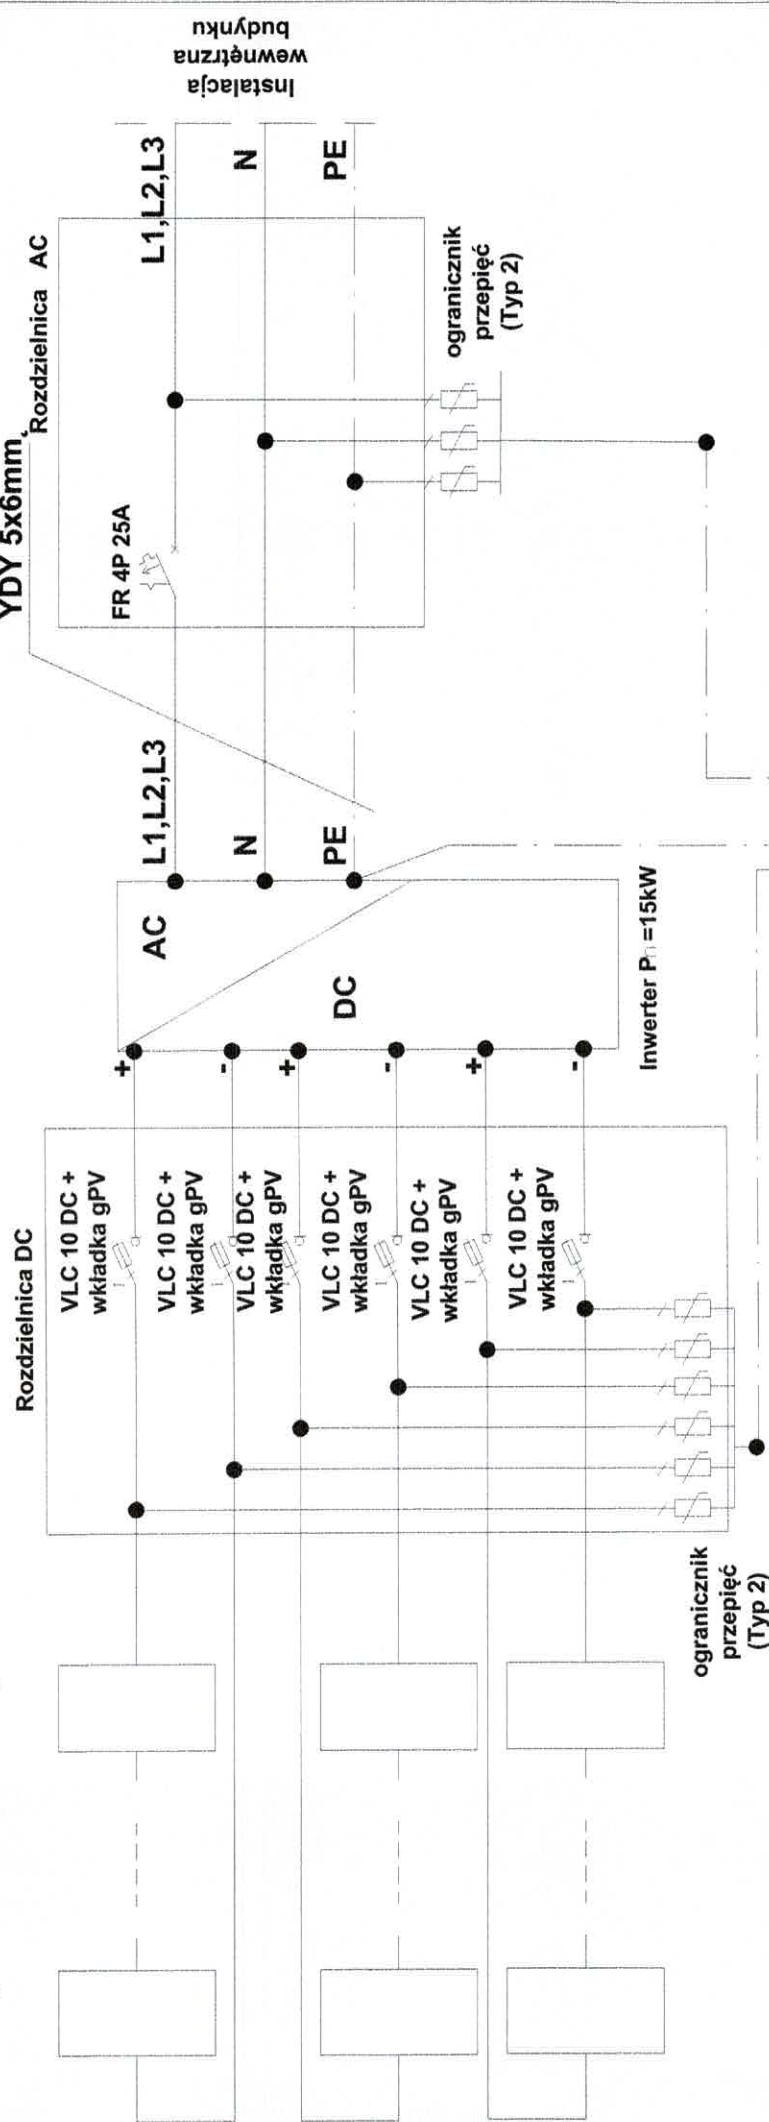 Instalacja
wewnętrzna
budynku
L1,L2,L3
N
PE
Rozdzielnica AC
YDY 5x6mm
FR 4P 25A
ogranicznik
przepięć
(Typ 2)
L1,L2,L3
N
PE
AC
DC
Inwerter Pn=15kW
+
-
+
-
+
-
Rozdzielnica DC
VLC 10 DC +
wkładka gPV
VLC 10 DC +
wkładka gPV
VLC 10 DC +
wkładka gPV
VLC 10 DC +
wkładka gPV
VLC 10 DC +
wkładka gPV
VLC 10 DC +
wkładka gPV
ogranicznik
przepięć
(Typ 2)